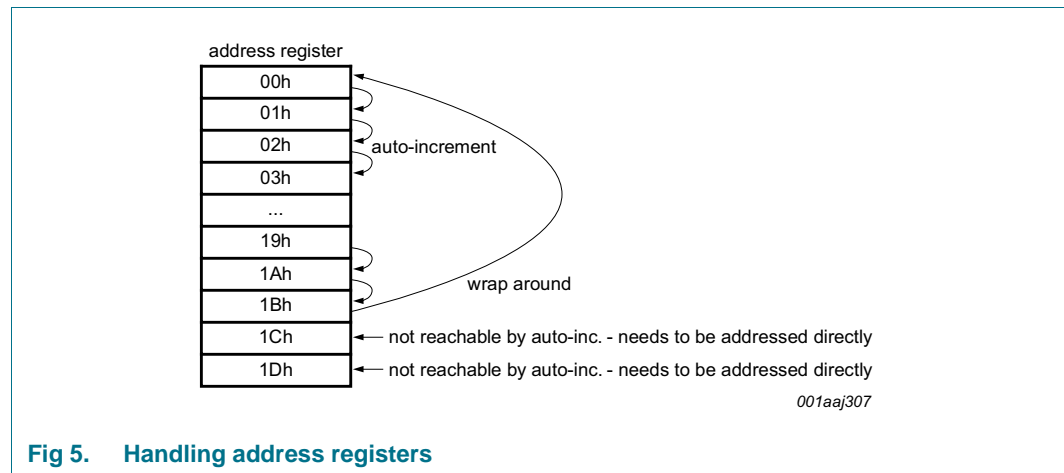 address register
00h
01h
02h
auto-increment
03h
...
19h
1Ah
wrap around
1Bh
1Ch
not reachable by auto-inc. - needs to be addressed directly
1Dh
not reachable by auto-inc. - needs to be addressed directly
001aaj307
Fig 5. Handling address registers